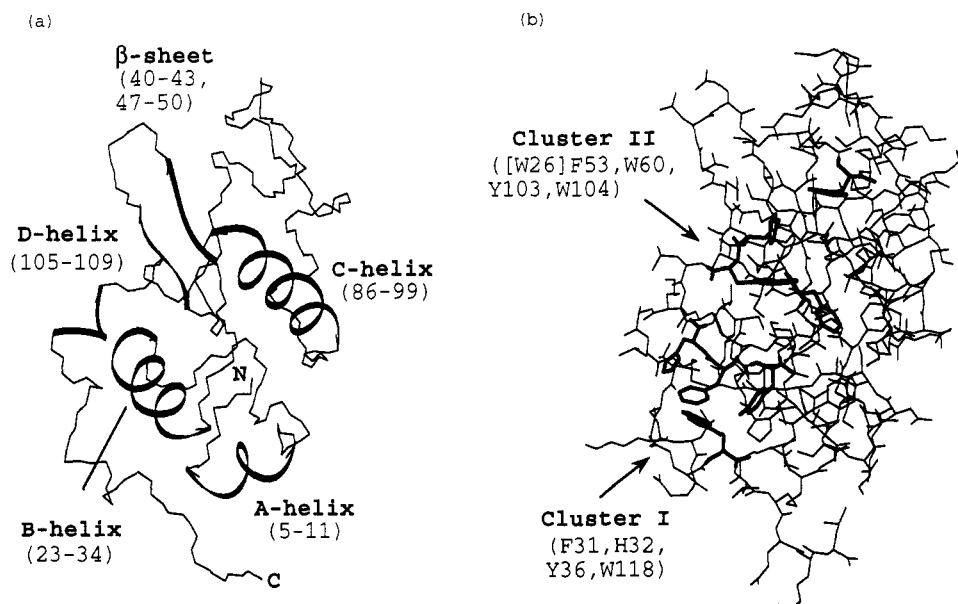 (a)
β-sheet
(40-43,
47-50)
D-helix
(105-109)
C-helix
(86-99)
N
B-helix
(23-34)
A-helix
(5-11)
C
(b)
Cluster II
([W26]F53,W60,
Y103,W104)
Cluster I
(F31,H32,
Y36,W118)